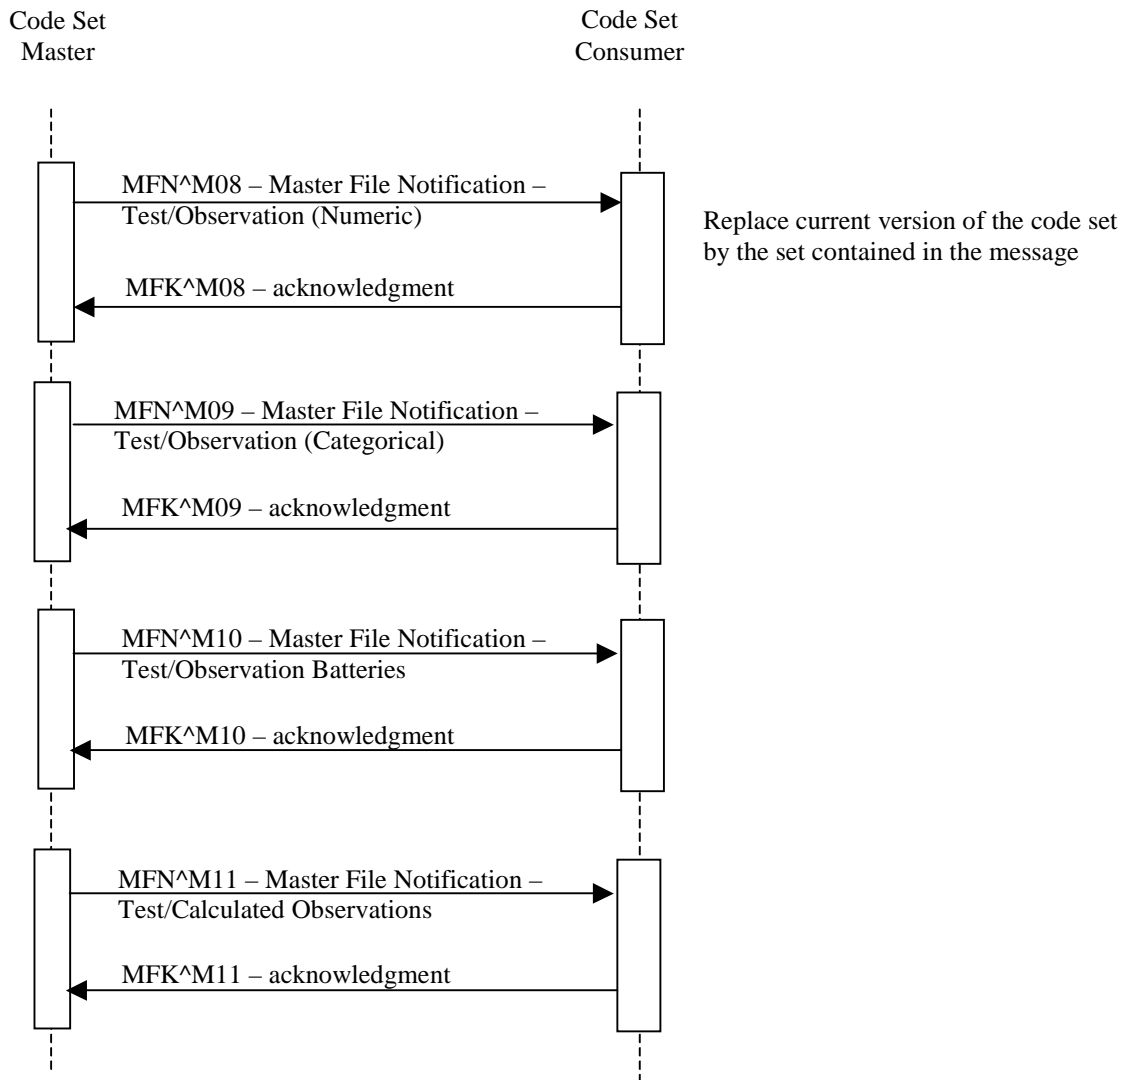 Code Set
Master
Code Set
Consumer
MFN^M08 – Master File Notification –
Test/Observation (Numeric)
Replace current version of the code set
by the set contained in the message
MFK^M08 – acknowledgment
MFN^M09 – Master File Notification –
Test/Observation (Categorical)
MFK^M09 – acknowledgment
MFN^M10 – Master File Notification –
Test/Observation Batteries
MFK^M10 – acknowledgment
MFN^M11 – Master File Notification –
Test/Calculated Observations
MFK^M11 – acknowledgment